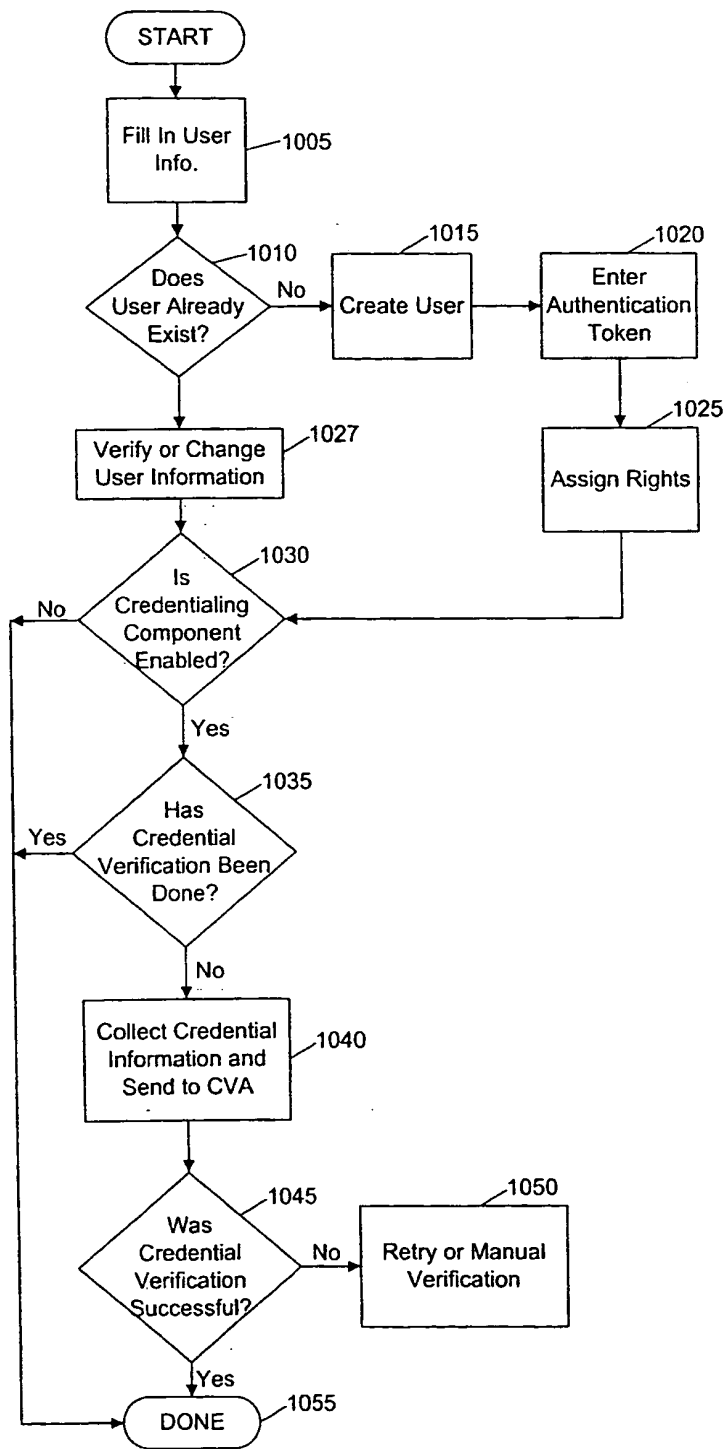 START
Fill In User
Info.
1005
1010
Does
User Already
Exist?
No
1015
Create User
1020
Enter
Authentication
Token
1025
Assign Rights
Verify or Change
User Information
1027
1030
Is
Credentialing
Component
Enabled?
No
Yes
1035
Has
Credential
Verification Been
Done?
Yes
No
Collect Credential
Information and
Send to CVA
1040
1045
Was
Credential
Verification
Successful?
No
1050
Retry or Manual
Verification
Yes
DONE
1055